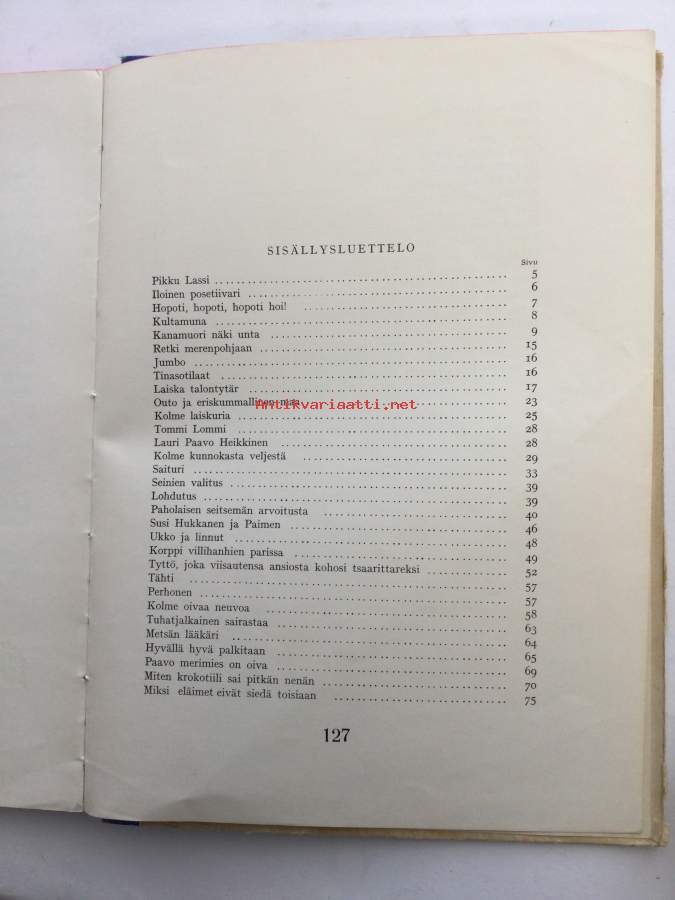 SISÄLLYSLUETTELO
Sivu
Pikku Lassi 5
Iloinen posetiivari 6
Hopoti, hopoti, hopoti hoi! 7
Kultamuna 8
Kanamuori näki unta 9
Retki merenpohjaan 15
Jumbo 16
Tinasotilaat 16
Laiska talontytär 17
Outo ja eriskummallinen maa 23
Antikvariaatti.net
Kolme laiskuria 25
Tommi Lommi 28
Lauri Paavo Heikkinen 28
Kolme kunnokasta veljestä 29
Saituri 33
Seinien valitus 39
Lohdutus 39
Paholaisen seitsemän arvoitusta 40
Susi Hukkanen ja Paimen 46
Ukko ja linnut 48
Korppi villihanhien parissa 49
Tyttö, joka viisautensa ansiosta kohosi tsaarittareksi 52
Tähti 57
Perhonen 57
Kolme oivaa neuvoa 58
Tuhatjalkainen sairastaa 63
Metsän lääkäri 64
Hyvällä hyvä palkitaan 65
Paavo merimies on oiva 69
Miten krokotiili sai pitkän nenän 70
Miksi eläimet eivät siedä toisiaan 75
127